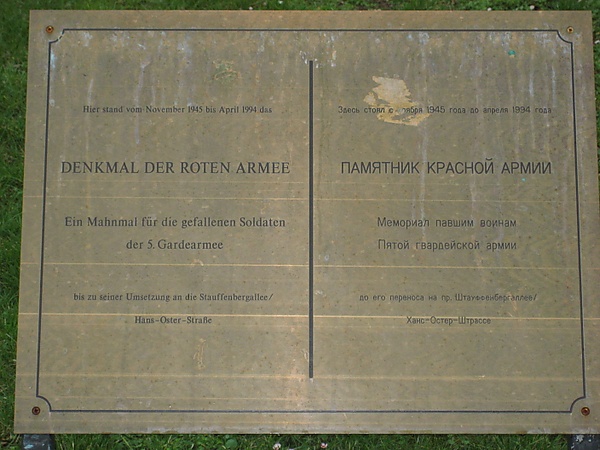 Hier stand vom November 1945 bis April 1994 das
DENKMAL DER ROTEN ARMEE
Ein Mahnmal für die gefallenen Soldaten
der 5. Gardearmee
bis zu seiner Umsetzung an die Stauffenbergallee/
Hans-Oster-Straße
Здесь стоял с ноября 1945 года до апреля 1994 года
ПАМЯТНИК КРАСНОЙ АРМИИ
Мемориал павшим воинам
Пятой гвардейской армии
до его переноса на пр. Штауффенбергаллее/
Ханс-Остер-Штрассе